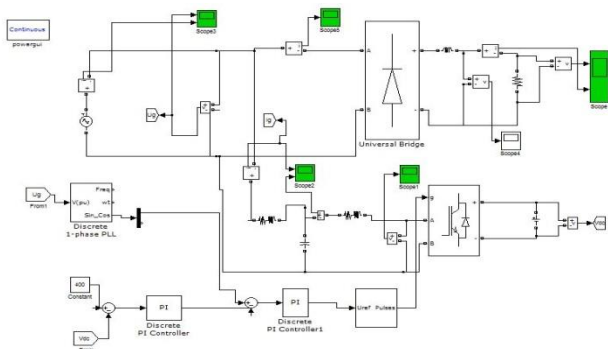 Continuous
powergui
Scope3
Scope5
Ug
Ig
A
B
+
-
Universal Bridge
Scope4
Scope
Scope2
Scope1
Ug
From1
V(pu)
Freq
wt
Sin_Cos
Discrete
1-phase PLL
g
A
B
+
-
400
Constant
Vdc
PI
Discrete
PI Controller
PI
Discrete
PI Controller1
Uref Pulses